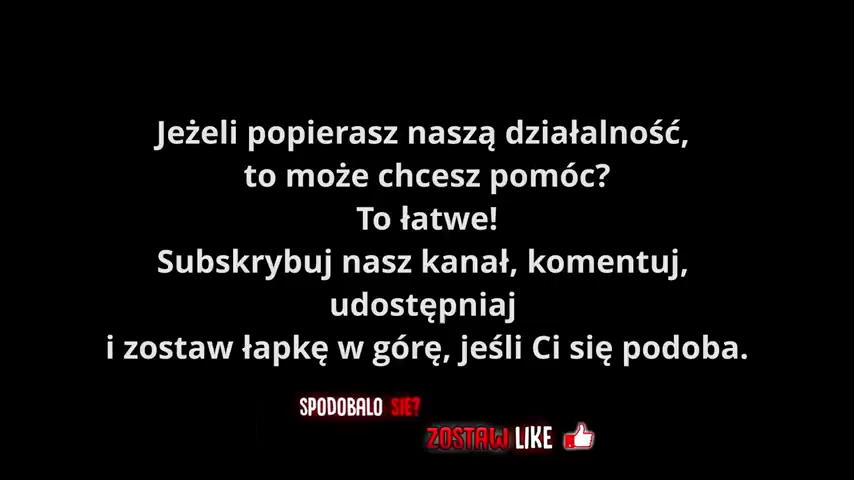 Jeżeli popierasz naszą działalność,
to może chcesz pomóc?
To łatwe!
Subskrybuj nasz kanał, komentuj,
udostępniaj
i zostaw łapkę w górę, jeśli Ci się podoba.
SPODOBALO SIE?
ZOSTAW LIKE